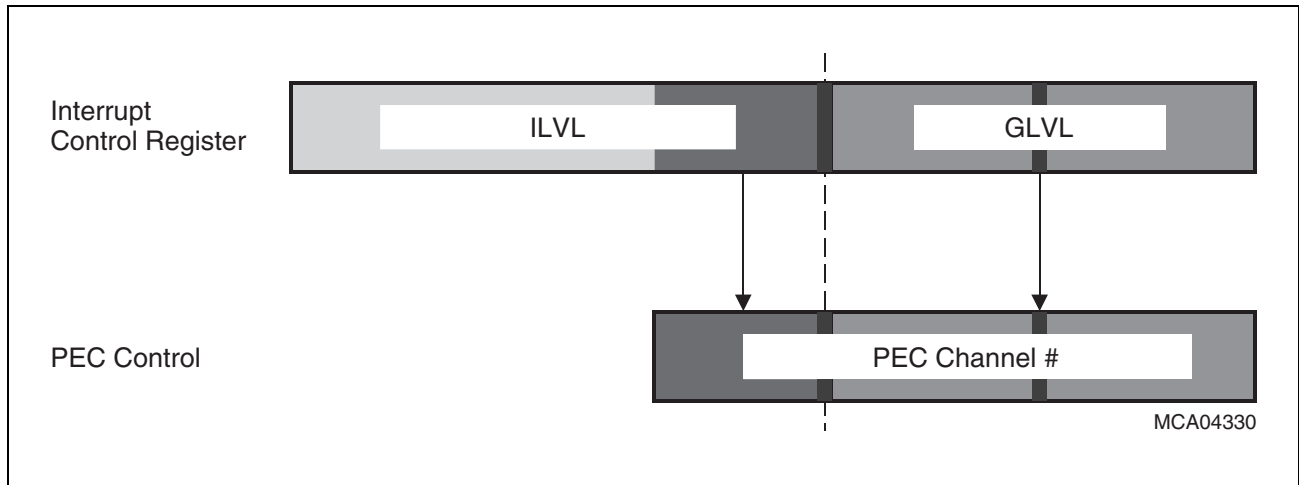 Interrupt
Control Register
ILVL
GLVL
PEC Control
PEC Channel #
MCA04330